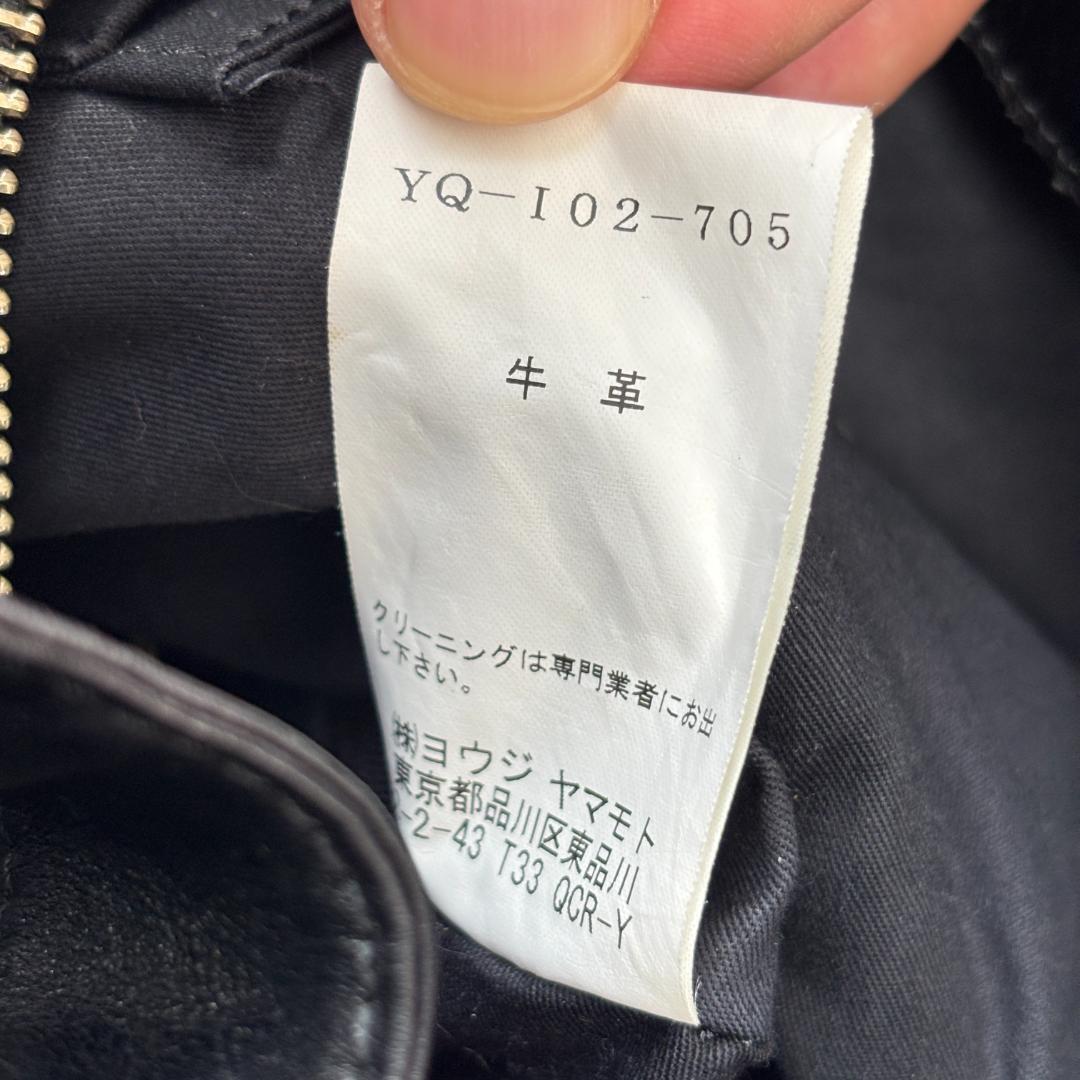 YQ-I02-705
牛 革
クリーニングは専門業者にお出
し下さい。
㈱ヨウジ ヤマモト
東京都品川区東品川
-2-43 T33 QCR-Y